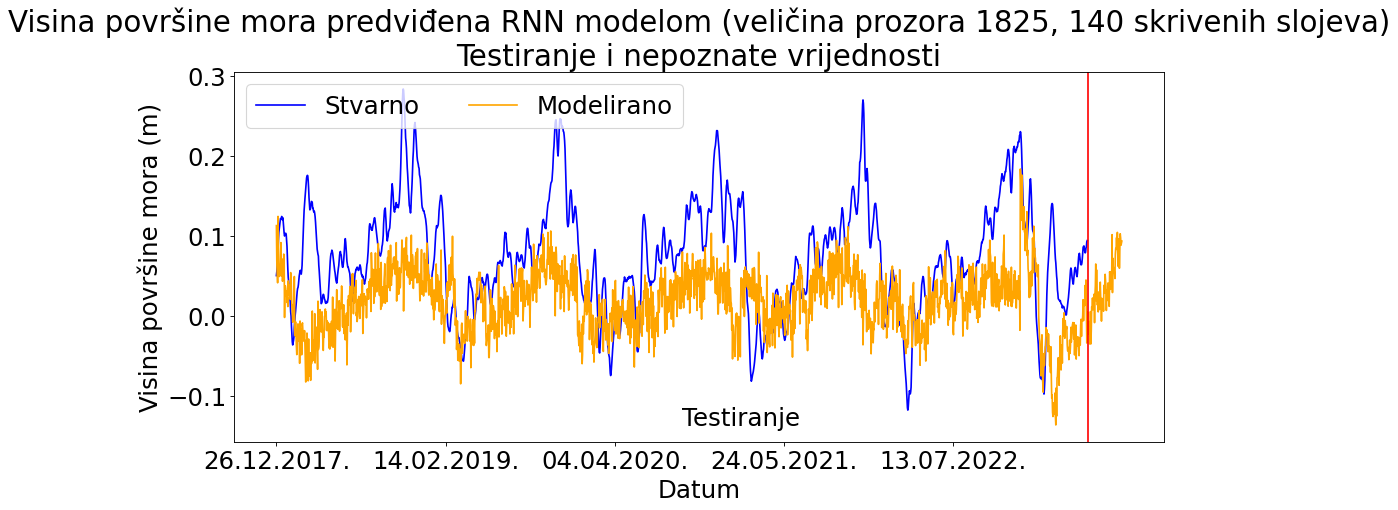 Visina površine mora predviđena RNN modelom (veličina prozora 1825, 140 skrivenih slojeva)
Testiranje i nepoznate vrijednosti
Stvarno Modelirano
Visina površine mora (m)
0.3
0.2
0.1
0.0
−0.1
Testiranje
26.12.2017. 14.02.2019. 04.04.2020. 24.05.2021. 13.07.2022.
Datum